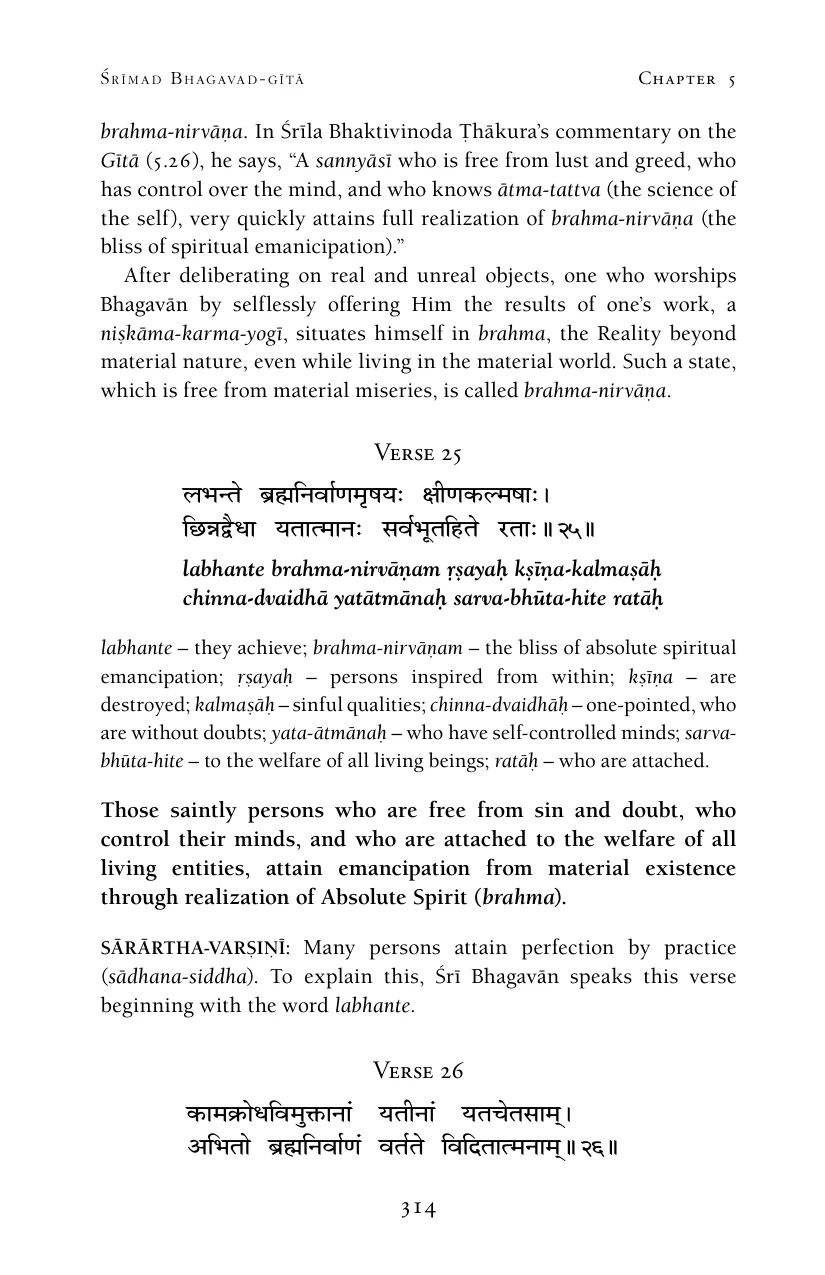 Śrīmad Bhagavad-gītā Chapter 5
brahma-nirvāṇa. In Śrīla Bhaktivinoda Ṭhākura’s commentary on the
Gītā (5.26), he says, “A sannyāsī who is free from lust and greed, who
has control over the mind, and who knows ātma-tattva (the science of
the self), very quickly attains full realization of brahma-nirvāṇa (the
bliss of spiritual emanicipation).”
After deliberating on real and unreal objects, one who worships
Bhagavān by selflessly offering Him the results of one’s work, a
niṣkāma-karma-yogī, situates himself in brahma, the Reality beyond
material nature, even while living in the material world. Such a state,
which is free from material miseries, is called brahma-nirvāṇa.
Verse 25
लभन्ते ब्रह्मनिर्वाणमृषयः क्षीणकल्मषाः।
छिन्नद्वैधा यतात्मानः सर्वभूतहिते रताः॥२५॥
labhante brahma-nirvāṇam ṛṣayaḥ kṣīṇa-kalmaṣāḥ
chinna-dvaidhā yatātmānaḥ sarva-bhūta-hite ratāḥ
labhante – they achieve; brahma-nirvāṇam – the bliss of absolute spiritual
emancipation; ṛṣayaḥ – persons inspired from within; kṣīṇa – are
destroyed; kalmaṣāḥ – sinful qualities; chinna-dvaidhāḥ – one-pointed, who
are without doubts; yata-ātmānaḥ – who have self-controlled minds; sarva-
bhūta-hite – to the welfare of all living beings; ratāḥ – who are attached.
Those saintly persons who are free from sin and doubt, who
control their minds, and who are attached to the welfare of all
living entities, attain emancipation from material existence
through realization of Absolute Spirit (brahma).
SĀRĀRTHA-VARṢIṆĪ: Many persons attain perfection by practice
(sādhana-siddha). To explain this, Śrī Bhagavān speaks this verse
beginning with the word labhante.
Verse 26
कामक्रोधविमुक्तानां यतीनां यतचेतसाम्।
अभितो ब्रह्मनिर्वाणं वर्तते विदितात्मनाम्॥२६॥
314